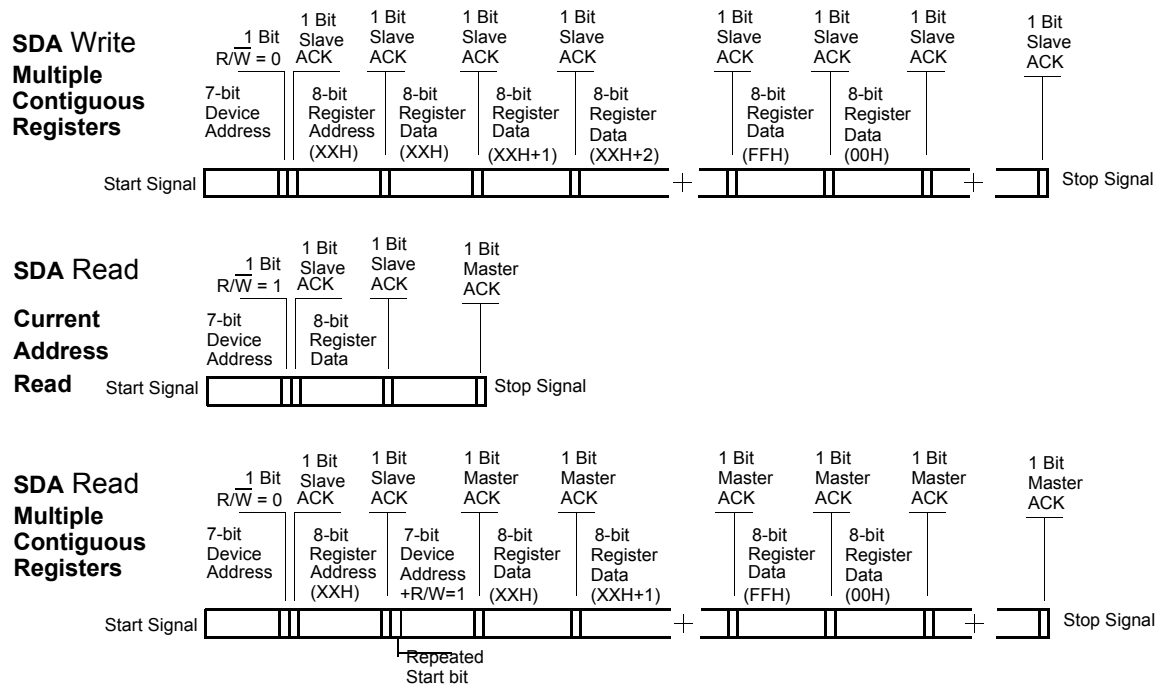 SDA Write
Multiple
Contiguous
Registers
1 Bit
R/W = 0
1 Bit
Slave
ACK
1 Bit
Slave
ACK
1 Bit
Slave
ACK
1 Bit
Slave
ACK
1 Bit
Slave
ACK
1 Bit
Slave
ACK
1 Bit
Slave
ACK
1 Bit
Slave
ACK
7-bit
Device
Address
8-bit
Register
Address
(XXH)
8-bit
Register
Data
(XXH)
8-bit
Register
Data
(XXH+1)
8-bit
Register
Data
(XXH+2)
8-bit
Register
Data
(FFH)
8-bit
Register
Data
(00H)
Start Signal
Stop Signal
SDA Read
Current
Address
Read
1 Bit
R/W = 1
1 Bit
Slave
ACK
1 Bit
Slave
ACK
1 Bit
Master
ACK
7-bit
Device
Address
8-bit
Register
Data
Start Signal
Stop Signal
SDA Read
Multiple
Contiguous
Registers
1 Bit
R/W = 0
1 Bit
Slave
ACK
1 Bit
Slave
ACK
1 Bit
Master
ACK
1 Bit
Master
ACK
1 Bit
Master
ACK
1 Bit
Master
ACK
1 Bit
Master
ACK
1 Bit
Master
ACK
7-bit
Device
Address
8-bit
Register
Address
(XXH)
7-bit
Device
Address
+R/W=1
8-bit
Register
Data
(XXH)
8-bit
Register
Data
(XXH+1)
8-bit
Register
Data
(FFH)
8-bit
Register
Data
(00H)
Start Signal
Stop Signal
Repeated
Start bit